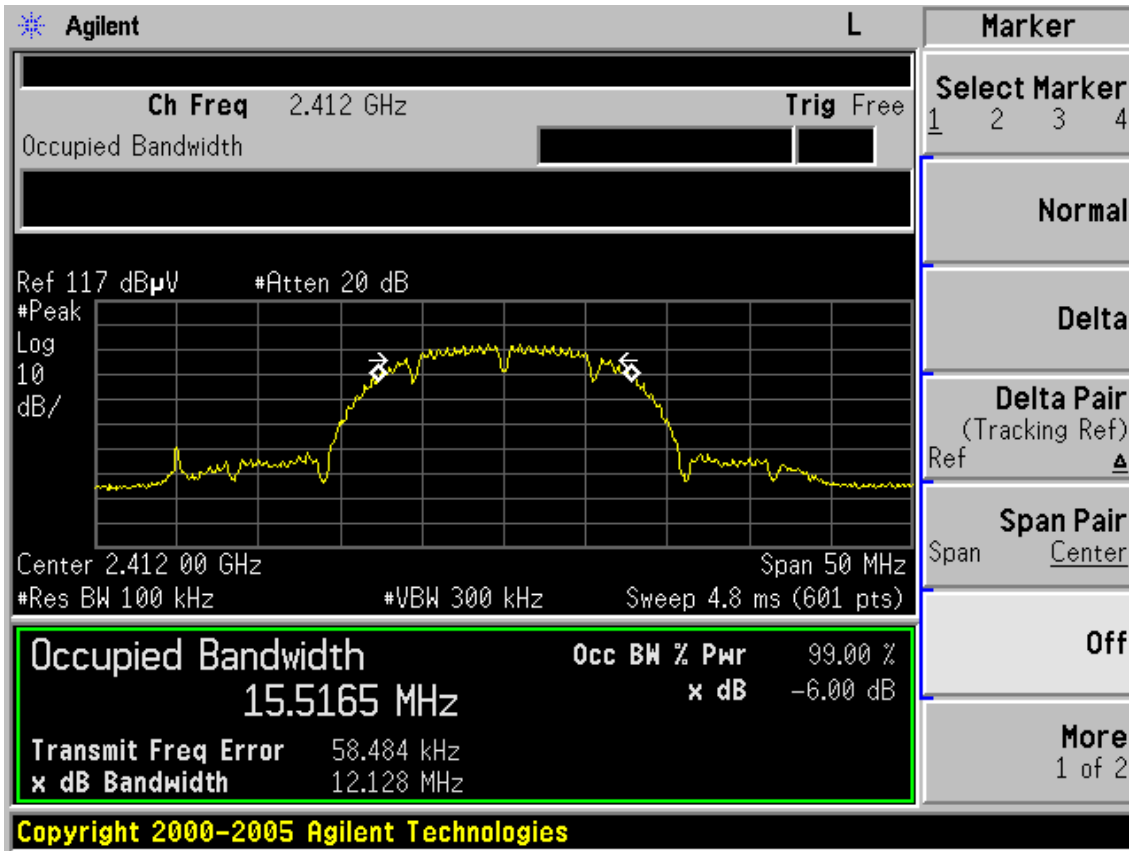 Agilent L
Ch Freq 2.412 GHz Trig Free
Occupied Bandwidth
Ref 117 dBµV #Atten 20 dB
#Peak
Log
10
dB/
Center 2.412 00 GHz Span 50 MHz
#Res BW 100 kHz #VBW 300 kHz Sweep 4.8 ms (601 pts)
Occupied Bandwidth Occ BW % Pwr 99.00 %
15.5165 MHz x dB -6.00 dB
Transmit Freq Error 58.484 kHz
x dB Bandwidth 12.128 MHz
Copyright 2000-2005 Agilent Technologies
Marker
Select Marker
1 2 3 4
Normal
Delta
Delta Pair
(Tracking Ref)
Ref Δ
Span Pair
Span Center
Off
More
1 of 2